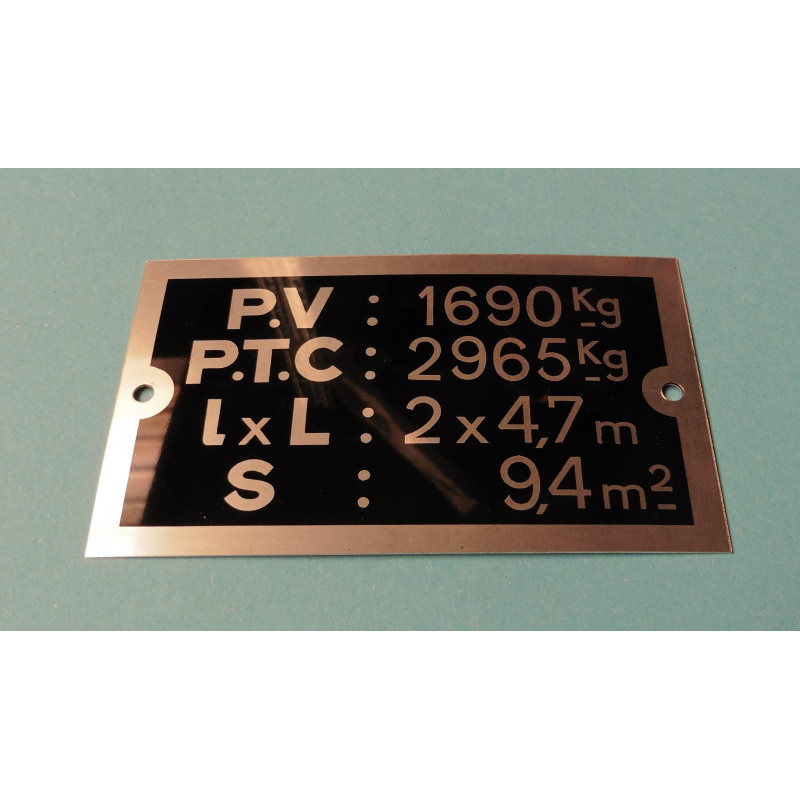 P.V : 1690 Kg
P.T.C : 2965 Kg
l x L : 2 x 4,7 m
S : 9,4 m²